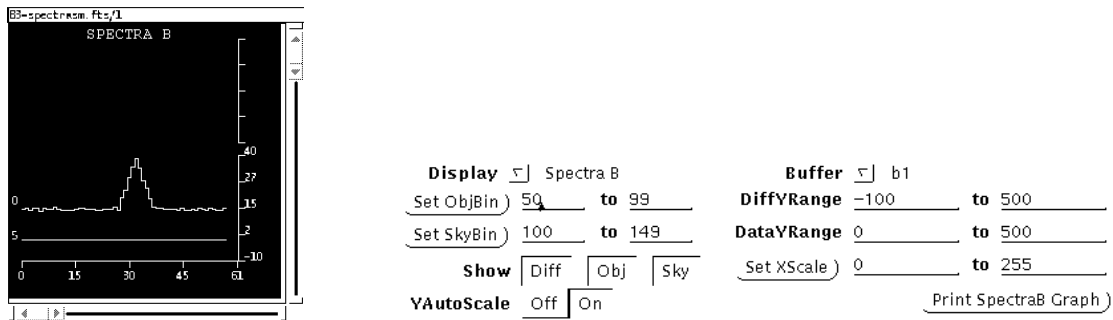 B3-spectrasm.fts/1
SPECTRA B
40
27
15
2
-10
O
S
0 15 30 45 61
Display Spectra B
Set ObjBin) 50 to 99
Set SkyBin) 100 to 149
Show Diff Obj Sky
YAutoScale Off On
Buffer b1
DiffYRange -100 to 500
DataYRange 0 to 500
Set XScale) 0 to 255
Print SpectraB Graph)